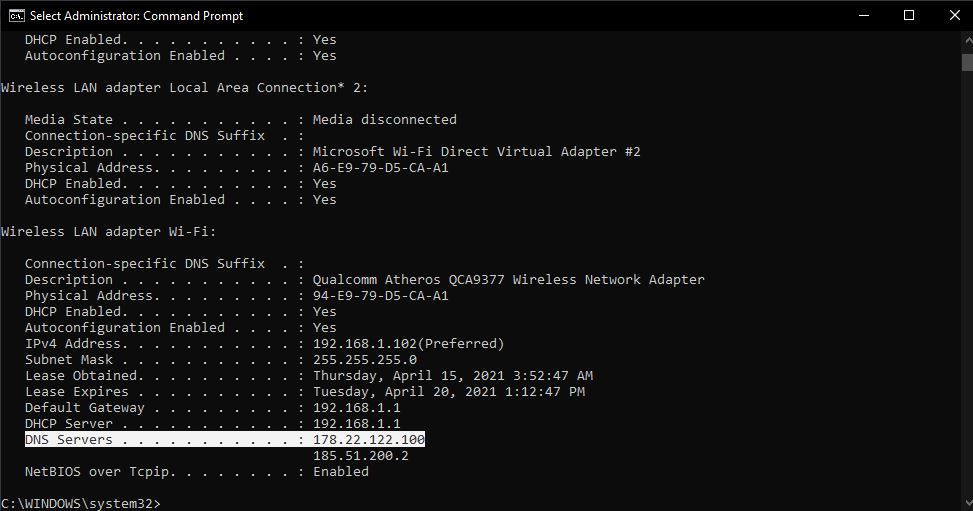 Select Administrator: Command Prompt
DHCP Enabled. . . . . . . . . . . : Yes
Autoconfiguration Enabled . . . . : Yes
Wireless LAN adapter Local Area Connection* 2:
Media State . . . . . . . . . . . : Media disconnected
Connection-specific DNS Suffix  . :
Description . . . . . . . . . . . : Microsoft Wi-Fi Direct Virtual Adapter #2
Physical Address. . . . . . . . . : A6-E9-79-D5-CA-A1
DHCP Enabled. . . . . . . . . . . : Yes
Autoconfiguration Enabled . . . . : Yes
Wireless LAN adapter Wi-Fi:
Connection-specific DNS Suffix  . :
Description . . . . . . . . . . . : Qualcomm Atheros QCA9377 Wireless Network Adapter
Physical Address. . . . . . . . . : 94-E9-79-D5-CA-A1
DHCP Enabled. . . . . . . . . . . : Yes
Autoconfiguration Enabled . . . . : Yes
IPv4 Address. . . . . . . . . . . : 192.168.1.102(Preferred)
Subnet Mask . . . . . . . . . . . : 255.255.255.0
Lease Obtained. . . . . . . . . . : Thursday, April 15, 2021 3:52:47 AM
Lease Expires . . . . . . . . . . : Tuesday, April 20, 2021 1:12:47 PM
Default Gateway . . . . . . . . . : 192.168.1.1
DHCP Server . . . . . . . . . . . : 192.168.1.1
DNS Servers . . . . . . . . . . . : 178.22.122.100
185.51.200.2
NetBIOS over Tcpip. . . . . . . . : Enabled
C:\WINDOWS\system32>